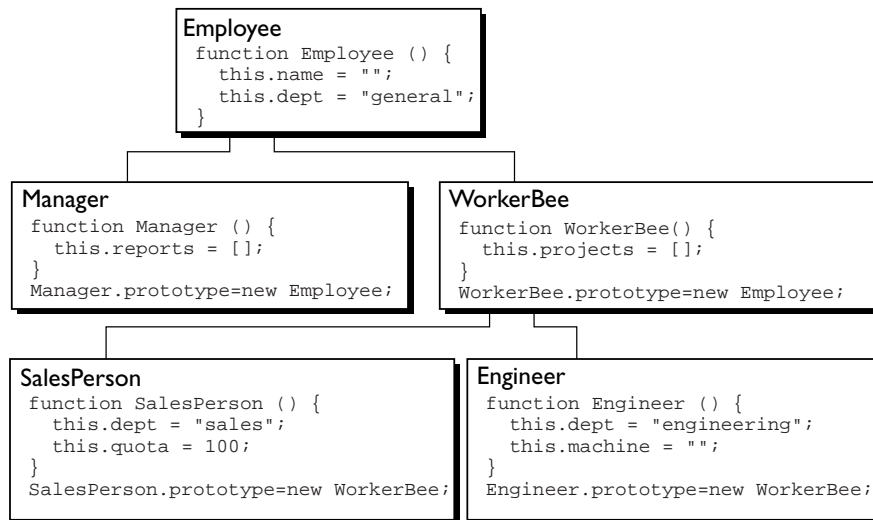 Employee
function Employee () {
this.name = "";
this.dept = "general";
}
Manager
function Manager () {
this.reports = [];
}
Manager.prototype=new Employee;
WorkerBee
function WorkerBee() {
this.projects = [];
}
WorkerBee.prototype=new Employee;
SalesPerson
function SalesPerson () {
this.dept = "sales";
this.quota = 100;
}
SalesPerson.prototype=new WorkerBee;
Engineer
function Engineer () {
this.dept = "engineering";
this.machine = "";
}
Engineer.prototype=new WorkerBee;